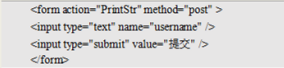 <form action="PrintStr" method="post" >
<input type="text" name="username" />
<input type="submit" value="提交" />
</form>